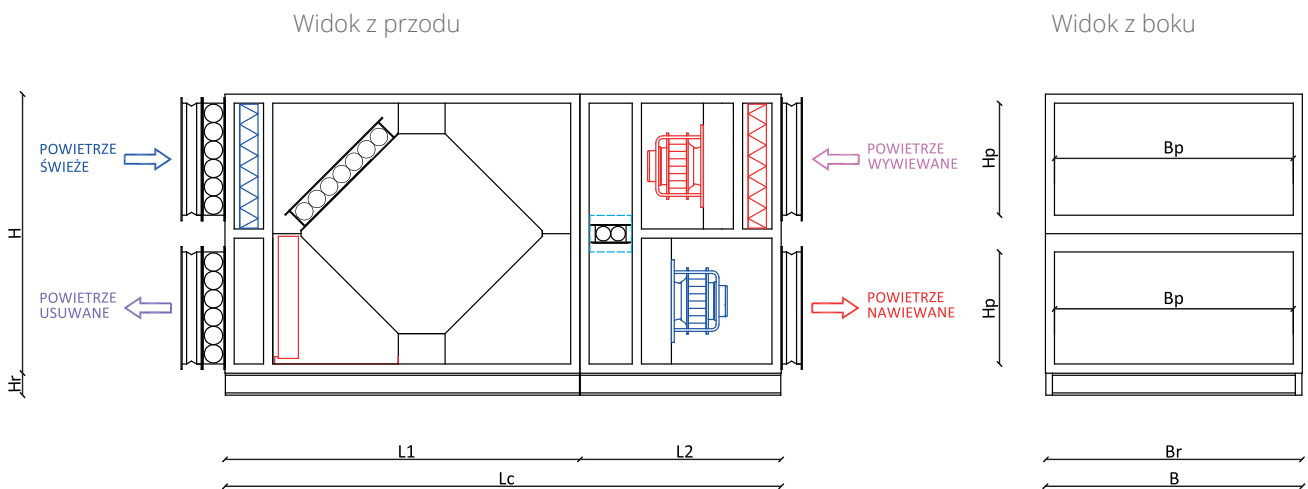 Widok z przodu
Widok z boku
POWIETRZE
ŚWIEŻE
POWIETRZE
WYWIEWANE
Hp
Bp
H
POWIETRZE
USUWANE
POWIETRZE
NAWIEWANE
Hp
Bp
Hr
L1
L2
Br
Lc
B